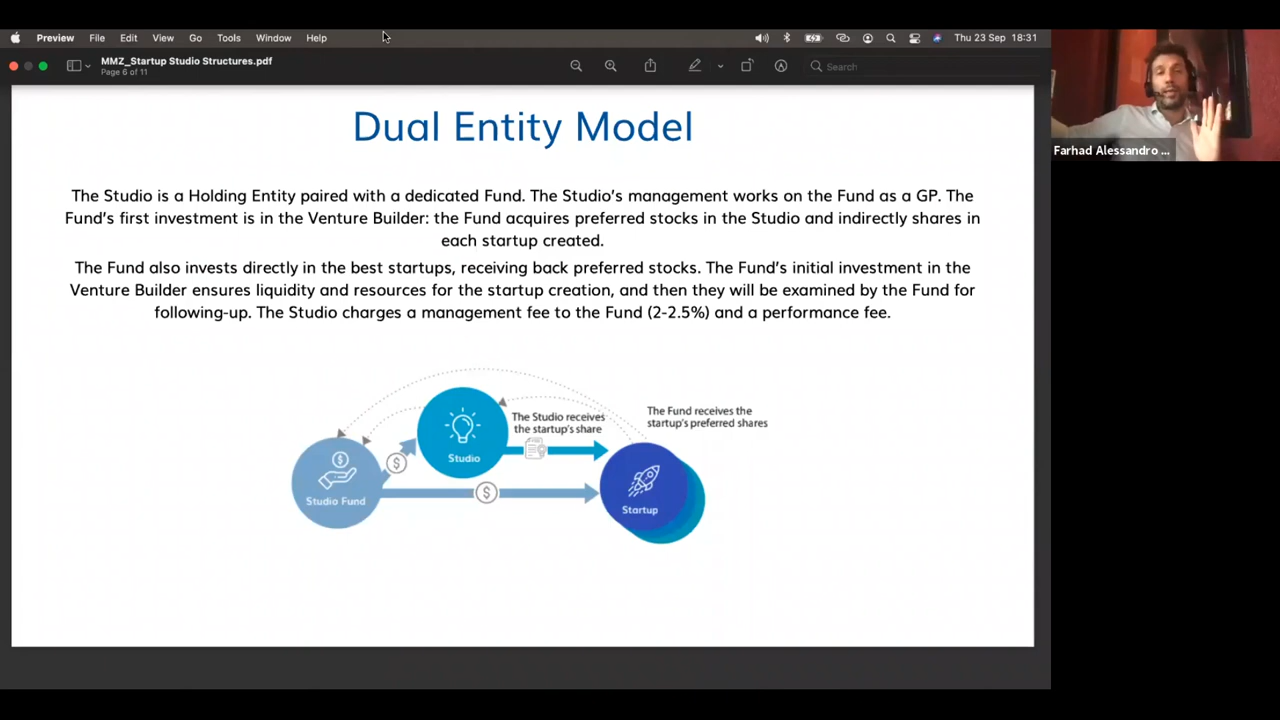 Preview File Edit View Go Tools Window Help Thu 23 Sep 18:31
MMZ_Startup Studio Structures.pdf
Page 6 of 11
Search
Dual Entity Model
The Studio is a Holding Entity paired with a dedicated Fund. The Studio's management works on the Fund as a GP. The
Fund's first investment is in the Venture Builder: the Fund acquires preferred stocks in the Studio and indirectly shares in
each startup created.
The Fund also invests directly in the best startups, receiving back preferred stocks. The Fund's initial investment in the
Venture Builder ensures liquidity and resources for the startup creation, and then they will be examined by the Fund for
following-up. The Studio charges a management fee to the Fund (2-2.5%) and a performance fee.
The Studio receives
the startup's share
The Fund receives the
startup's preferred shares
Studio
$
$
$
Studio Fund
Startup
Farhad Alessandro ...